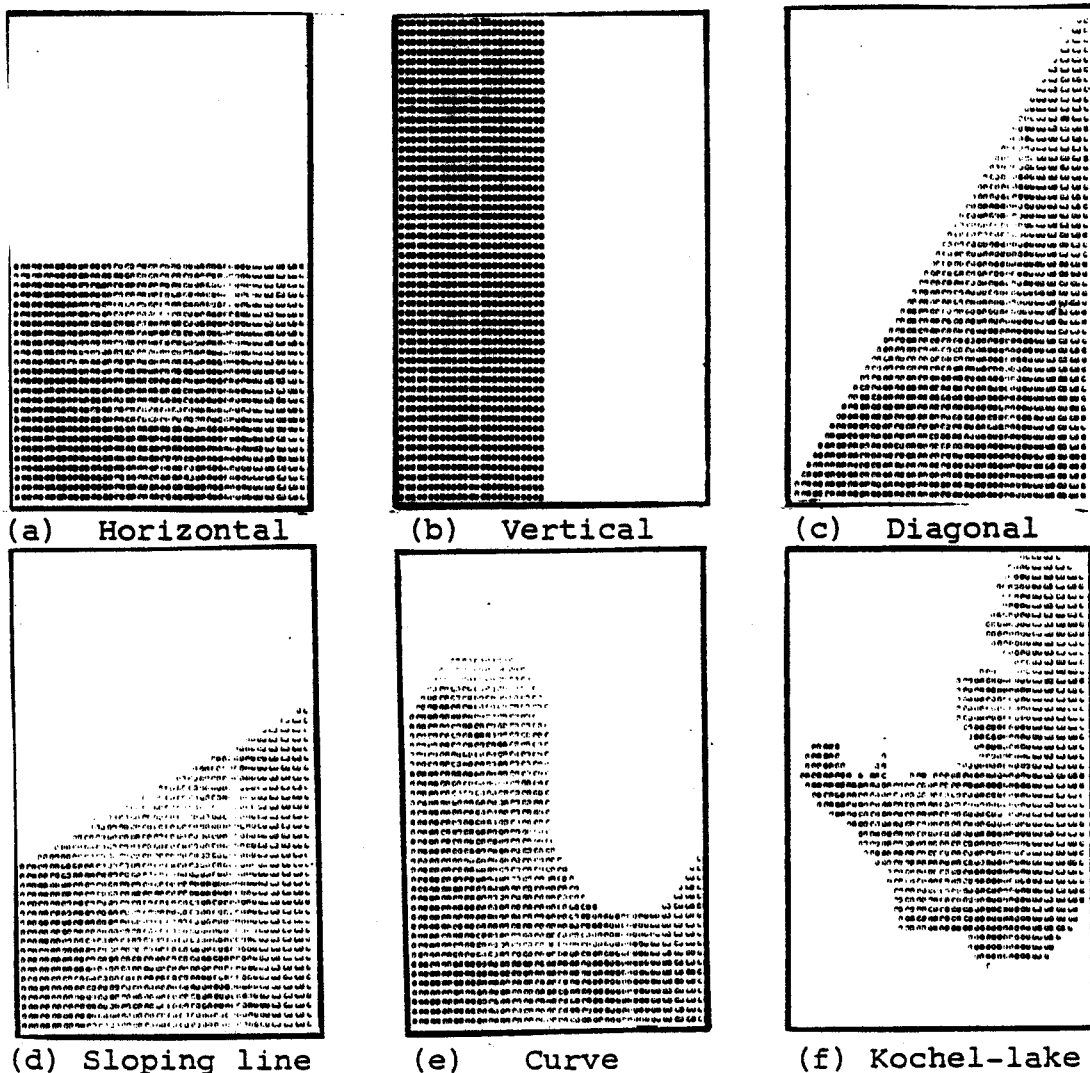 (a) Horizontal
(b) Vertical
(c) Diagonal
(d) Sloping line
(e) Curve
(f) Kochel-lake